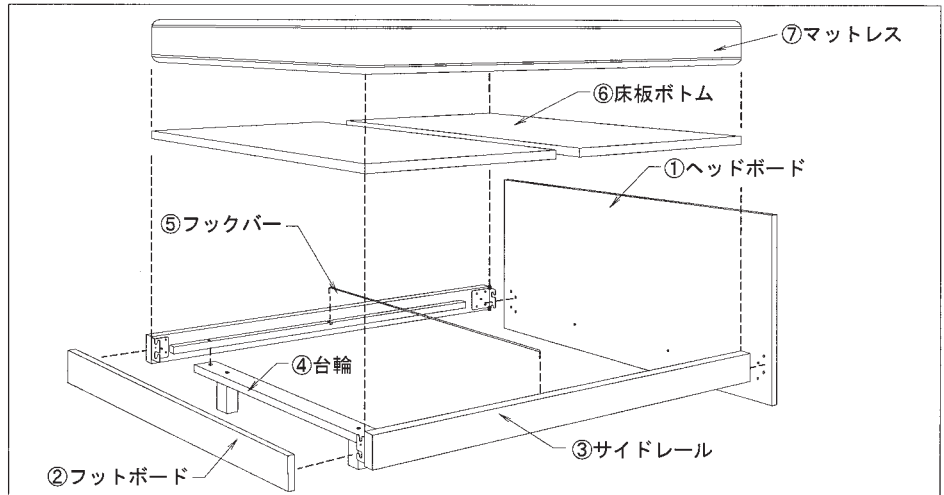 ⑦マットレス
⑥床板ボトム
①ヘッドボード
⑤フックバー
④台輪
③サイドレール
②フットボード